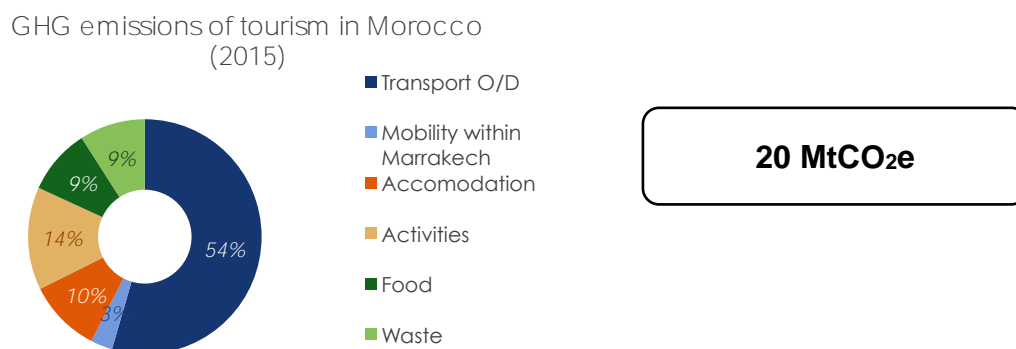 GHG emissions of tourism in Morocco
(2015)
Transport O/D
Mobility within
Marrakech
Accomodation
Activities
Food
Waste
54%
3%
10%
14%
9%
9%
20 MtCO₂e